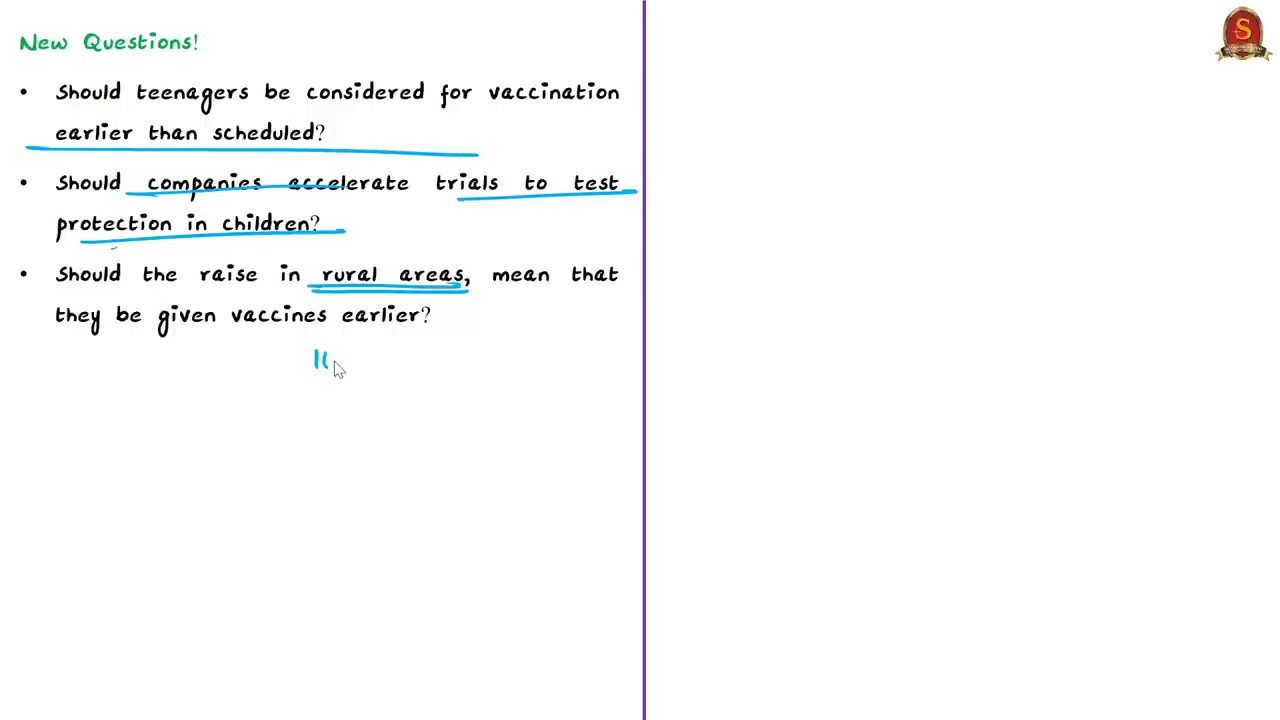 New Questions!
• Should teenagers be considered for vaccination
earlier than scheduled?
• Should companies accelerate trials to test
protection in children?
• Should the raise in rural areas, mean that
they be given vaccines earlier?
S